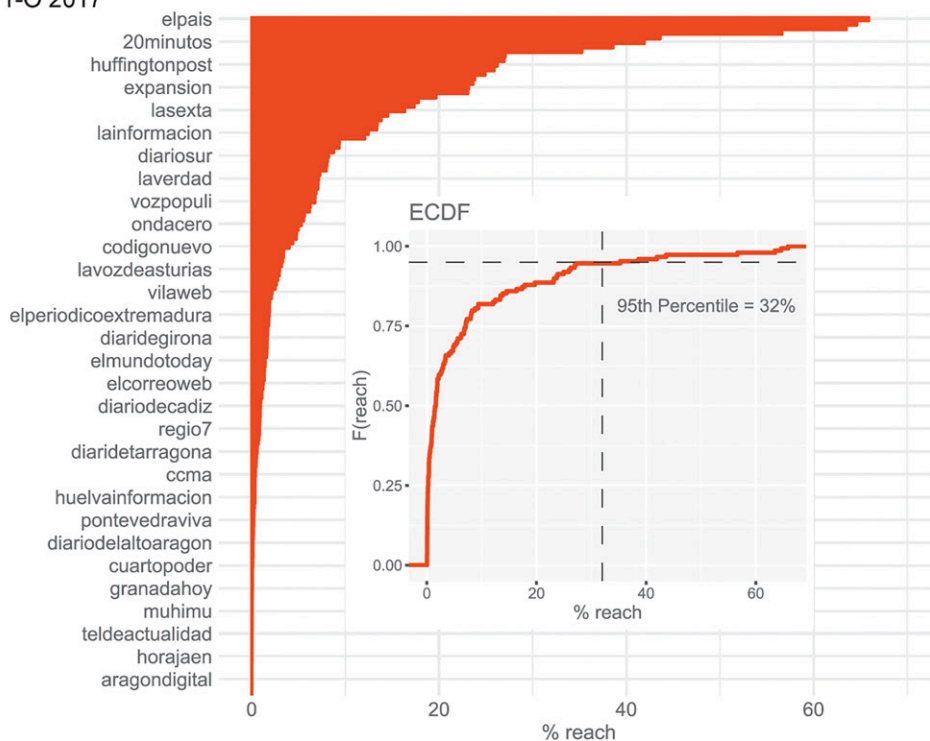 1-O 2017
elpais
20minutos
huffingtonpost
expansion
lasexta
lainformacion
diariosur
laverdad
vozpopuli
ondacero
codigonuevo
lavozdeasturias
vilaweb
elperiodicoextremadura
diaridegirona
elmundotoday
elcorreoweb
diariodecadiz
regio7
diaridetarragona
ccma
huelvainformacion
pontevedraviva
diariodelaltoaragon
cuartopoder
granadahoy
muhimu
teldeactualidad
horajaen
aragondigital
0 20 40 60
% reach
ECDF
1.00
0.75
0.50
0.25
0.00
F(reach)
95th Percentile = 32%
0 20 40 60
% reach